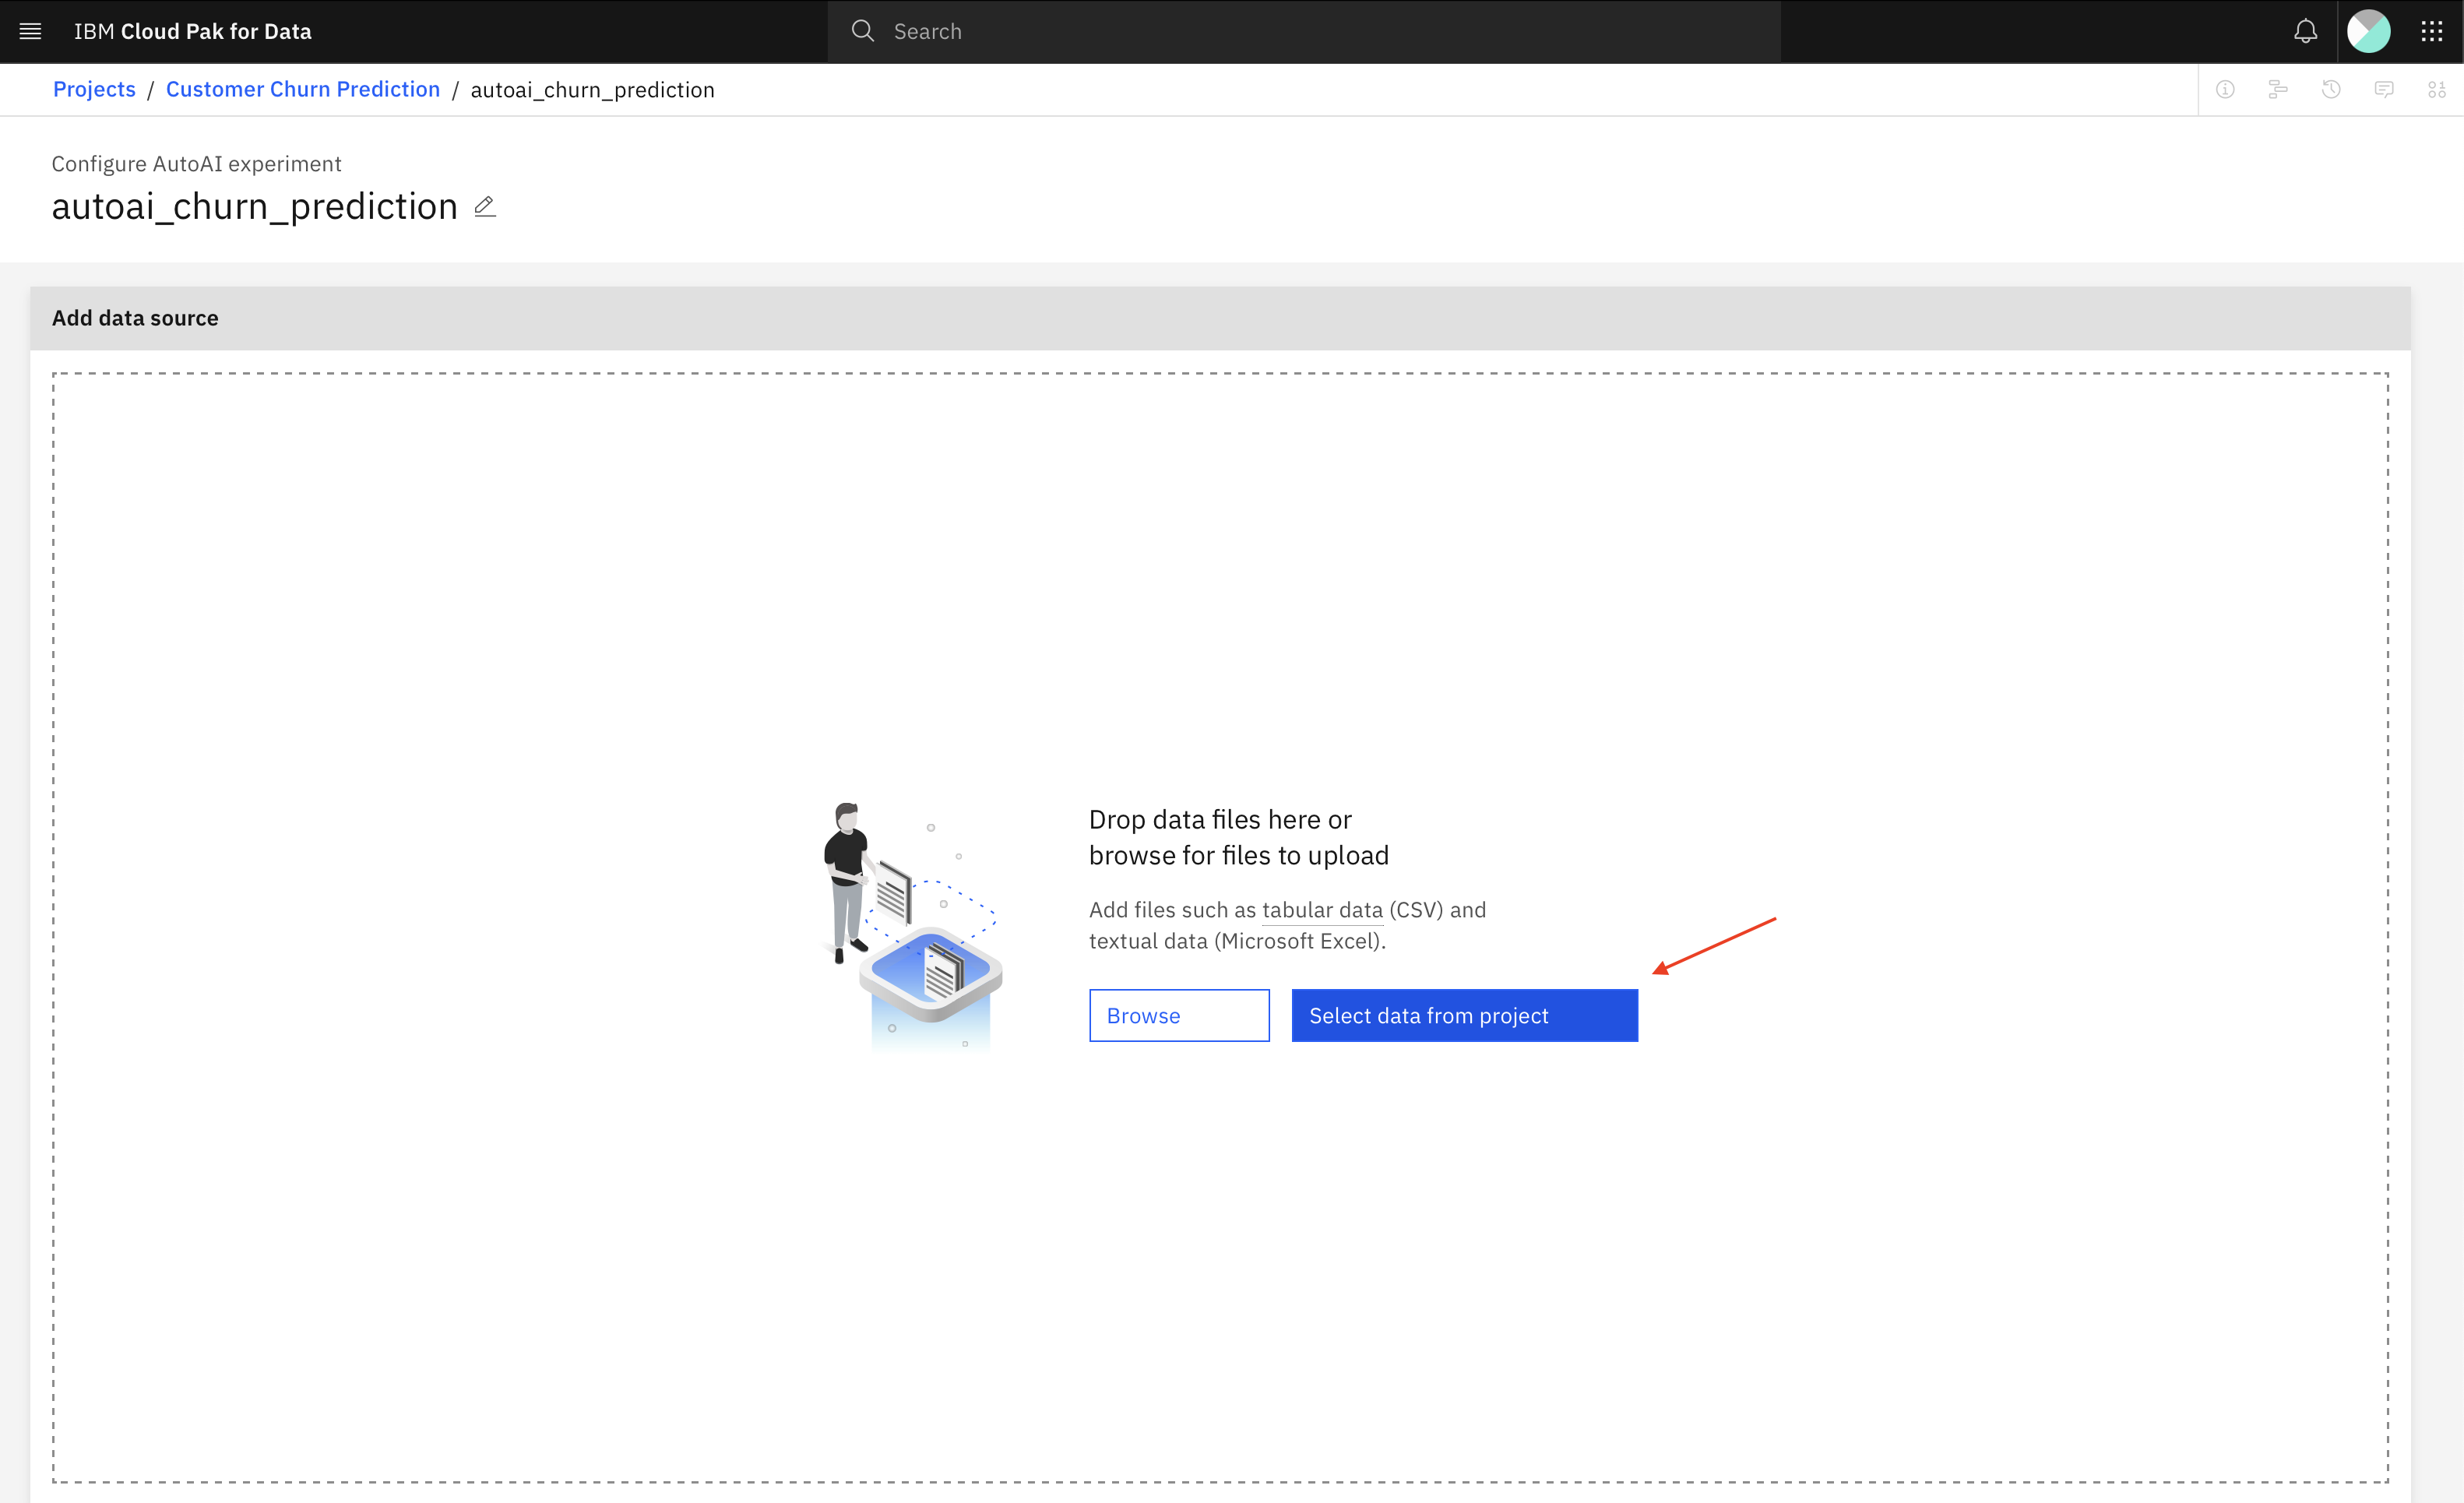 IBM Cloud Pak for Data
Search
Projects / Customer Churn Prediction / autoai_churn_prediction
Configure AutoAI experiment
autoai_churn_prediction
Add data source
Drop data files here or
browse for files to upload
Add files such as tabular data (CSV) and
textual data (Microsoft Excel).
Browse
Select data from project